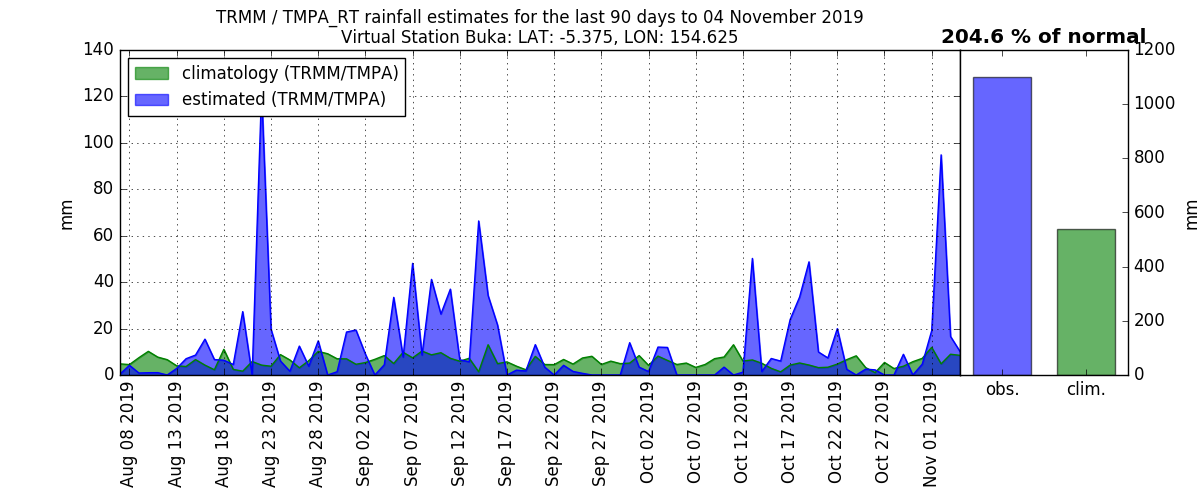 TRMM / TMPA_RT rainfall estimates for the last 90 days to 04 November 2019
Virtual Station Buka: LAT: -5.375, LON: 154.625
204.6 % of normal
climatology (TRMM/TMPA)
estimated (TRMM/TMPA)
mm
140
120
100
80
60
40
20
0
Aug 08 2019
Aug 13 2019
Aug 18 2019
Aug 23 2019
Aug 28 2019
Sep 02 2019
Sep 07 2019
Sep 12 2019
Sep 17 2019
Sep 22 2019
Sep 27 2019
Oct 02 2019
Oct 07 2019
Oct 12 2019
Oct 17 2019
Oct 22 2019
Oct 27 2019
Nov 01 2019
obs.
clim.
1200
1000
800
600
400
200
0
mm